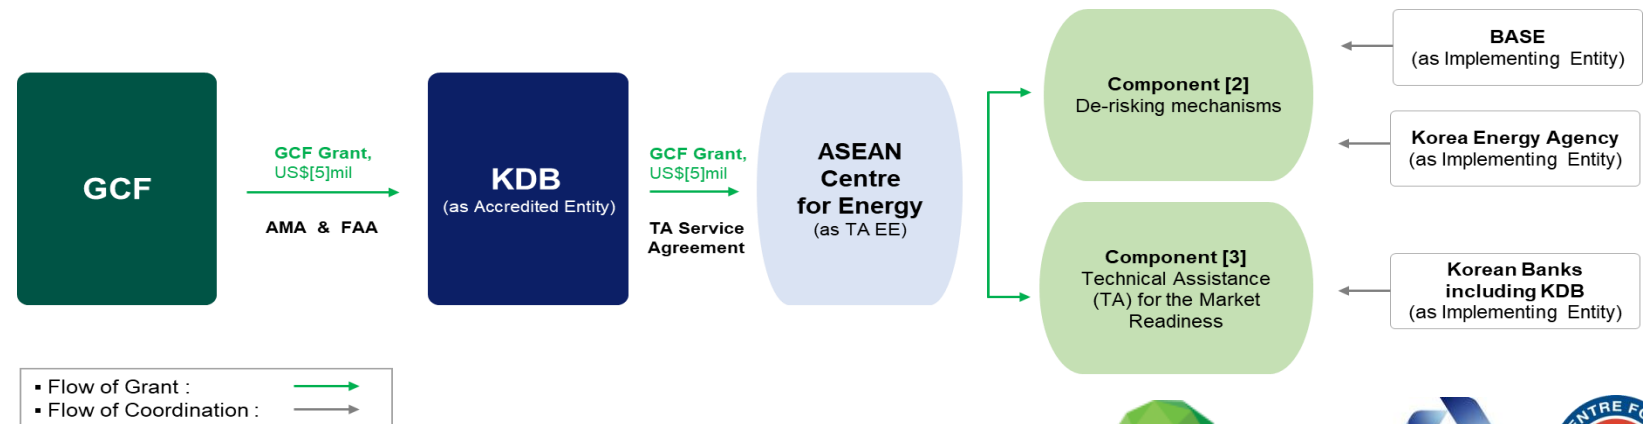 GCF
GCF Grant,
US$[5]mil
AMA & FAA
KDB
(as Accredited Entity)
GCF Grant,
US$[5]mil
TA Service
Agreement
ASEAN
Centre
for Energy
(as TA EE)
Component [2]
De-risking mechanisms
Component [3]
Technical Assistance
(TA) for the Market
Readiness
BASE
(as Implementing Entity)
Korea Energy Agency
(as Implementing Entity)
Korean Banks
including KDB
(as Implementing Entity)
▪ Flow of Grant :
▪ Flow of Coordination :